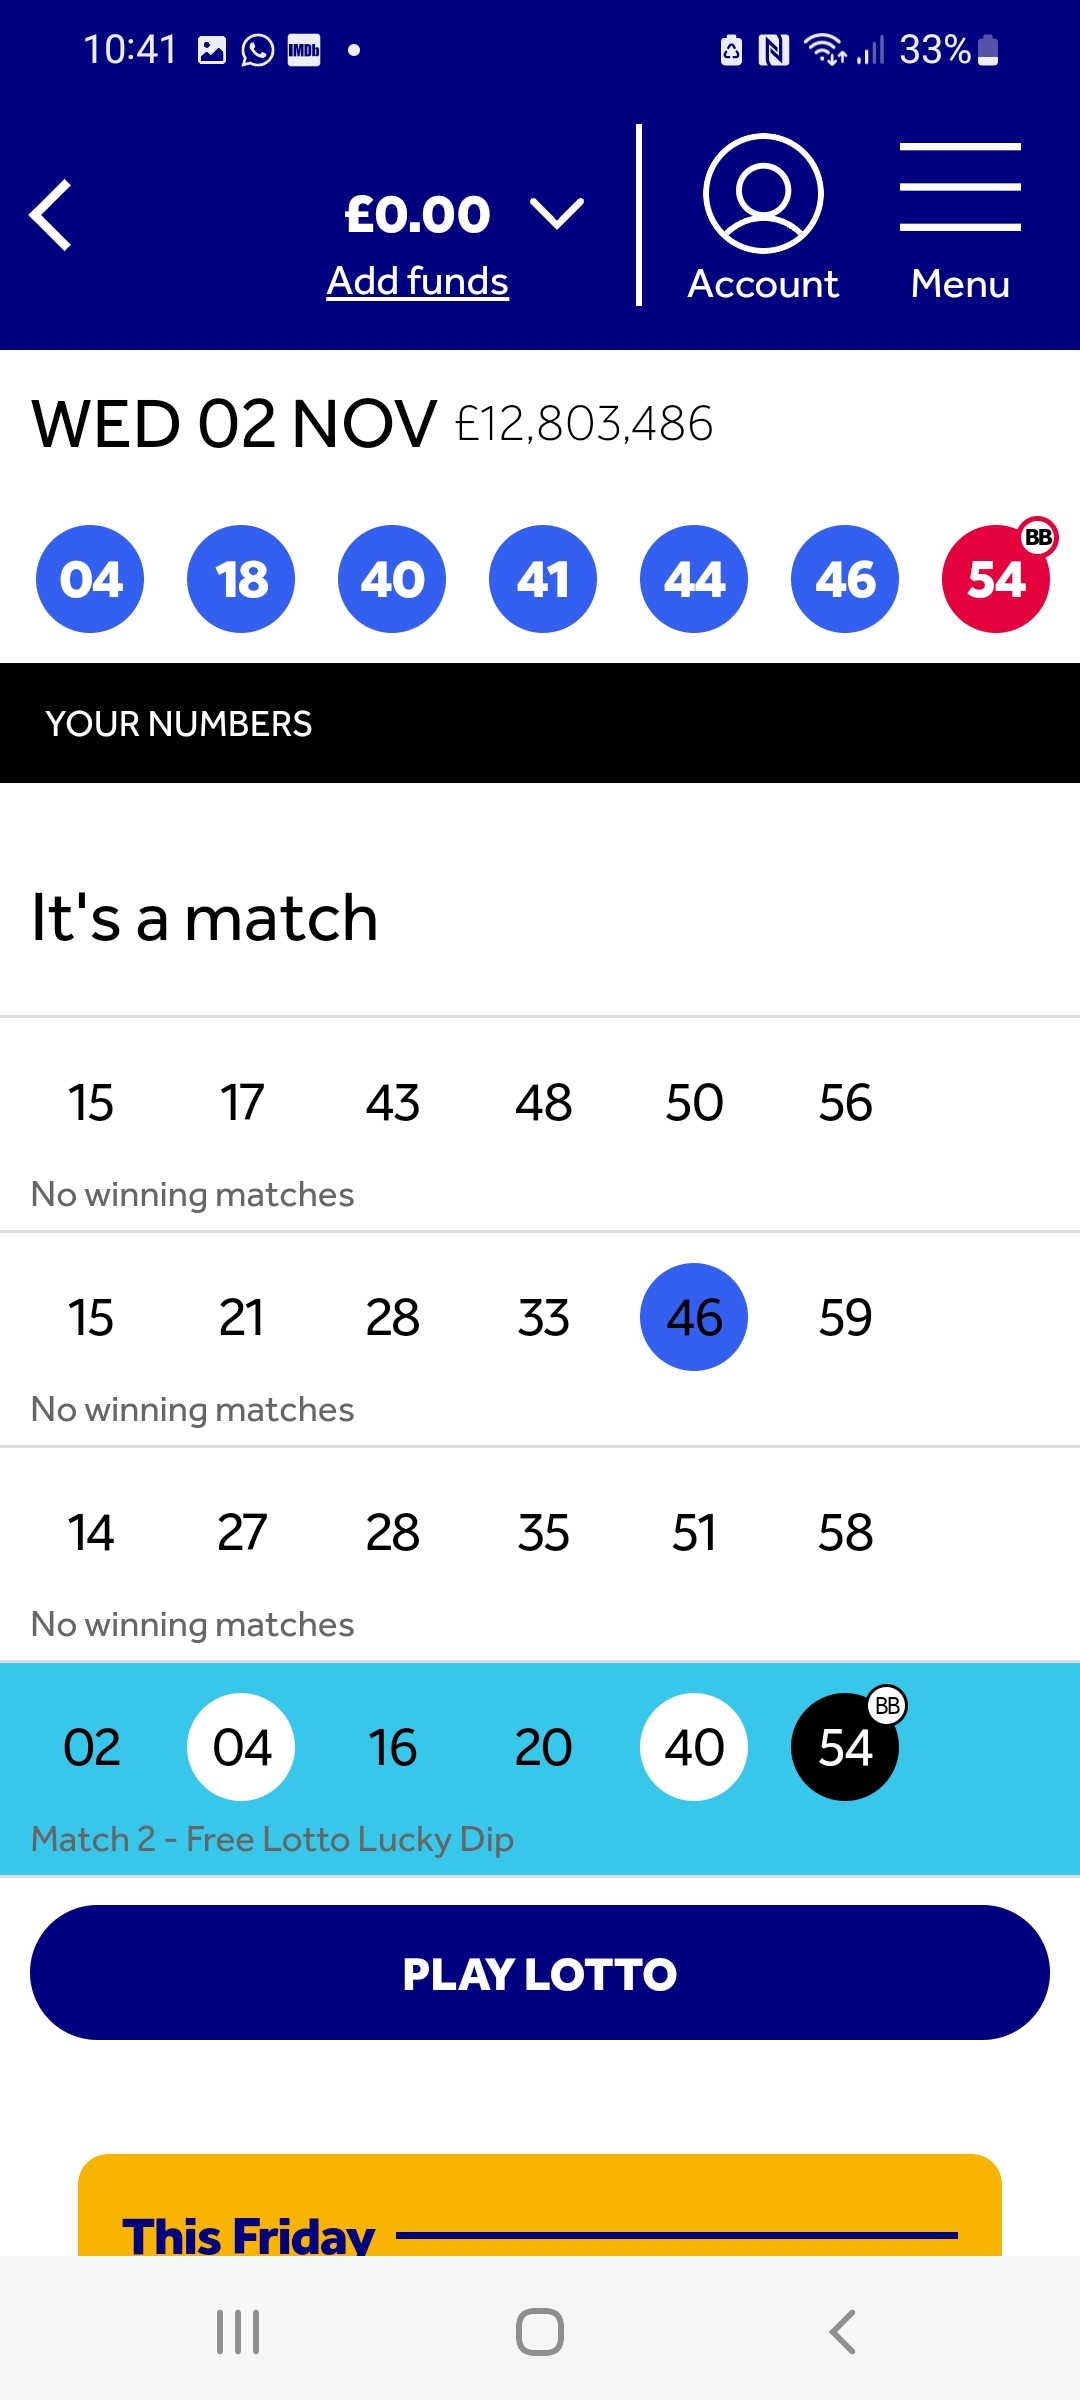 10:41 IMDb 33%
£0.00
Add funds
Account
Menu
WED 02 NOV £12,803,486
04 18 40 41 44 46 54 BB
YOUR NUMBERS
It's a match
15 17 43 48 50 56
No winning matches
15 21 28 33 46 59
No winning matches
14 27 28 35 51 58
No winning matches
02 04 16 20 40 54 BB
Match 2 - Free Lotto Lucky Dip
PLAY LOTTO
This Friday